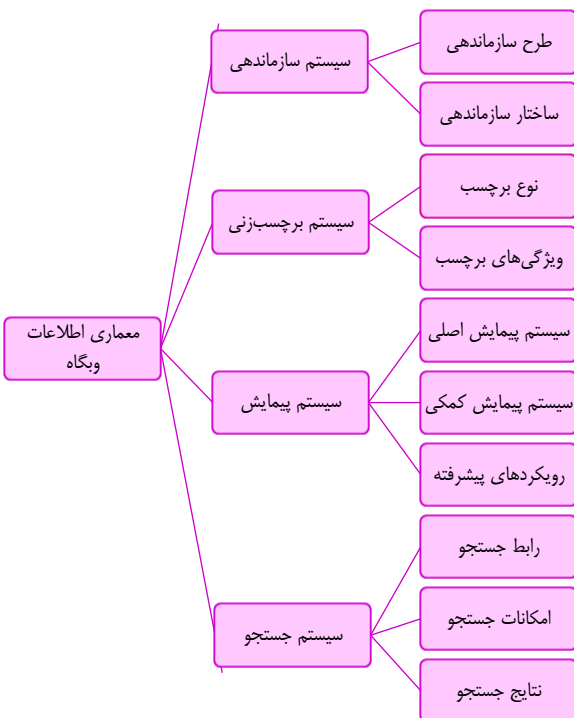 معماری اطلاعات
وبگاه
سیستم سازماندهی
طرح سازماندهی
ساختار سازماندهی
سیستم برچسب‌زنی
نوع برچسب
ویژگی‌های برچسب
سیستم پیمایش
سیستم پیمایش اصلی
سیستم پیمایش کمکی
رویکردهای پیشرفته
سیستم جستجو
رابط جستجو
امکانات جستجو
نتایج جستجو